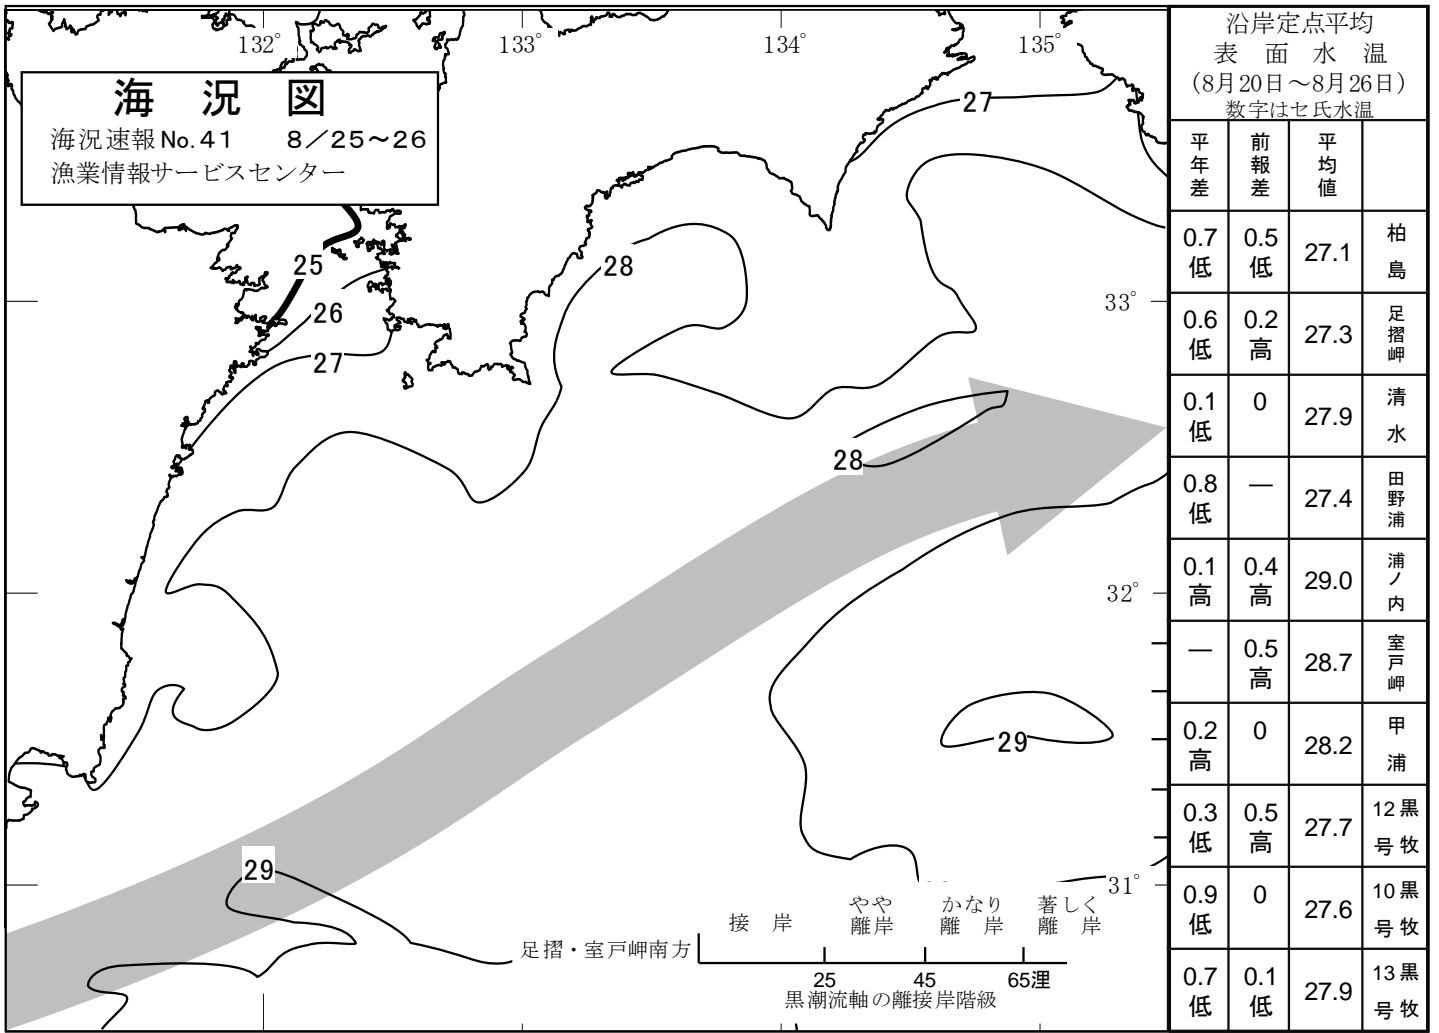 132°
133°
134°
135°
海況図
海況速報No.41 8/25~26
漁業情報サービスセンター
27
25
26
27
28
33°
28
32°
29
29
31°
接岸
やや離岸
かなり離岸
著しく離岸
足摺・室戸岬南方
25 45 65浬
黒潮流軸の離接岸階級
沿岸定点平均
表面水温
(8月20日~8月26日)
数字はセ氏水温
平年差 前報差 平均値
0.7低 0.5低 27.1 柏島
0.6低 0.2高 27.3 足摺岬
0.1低 0 27.9 清水
0.8低 — 27.4 田野浦
0.1高 0.4高 29.0 浦ノ内
— 0.5高 28.7 室戸岬
0.2高 0 28.2 甲浦
0.3低 0.5高 27.7 黒牧12号
0.9低 0 27.6 黒牧10号
0.7低 0.1低 27.9 黒牧13号